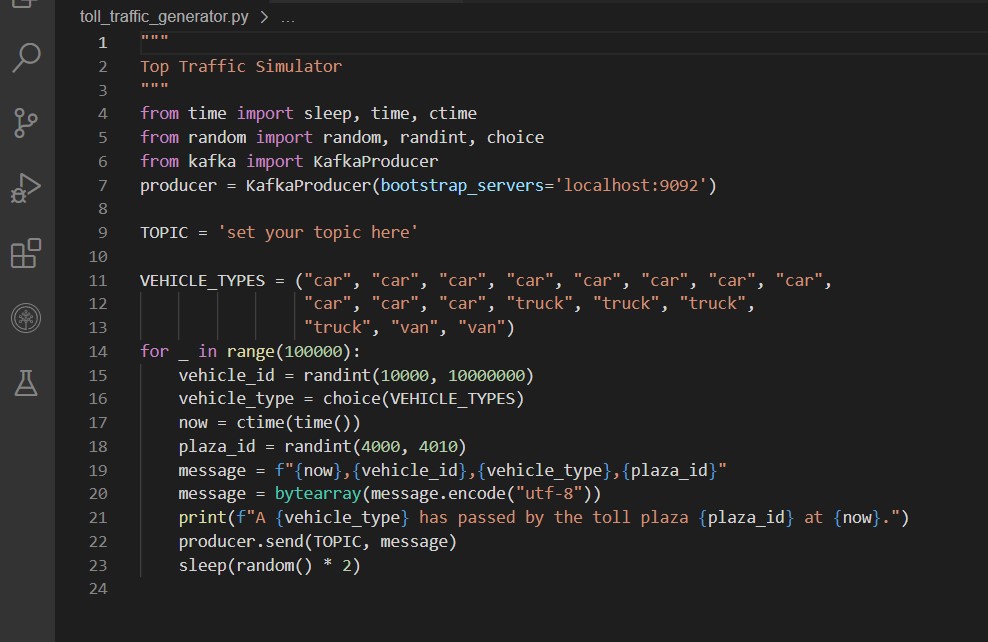 toll_traffic_generator.py > ...
1 """
2 Top Traffic Simulator
3 """
4 from time import sleep, time, ctime
5 from random import random, randint, choice
6 from kafka import KafkaProducer
7 producer = KafkaProducer(bootstrap_servers='localhost:9092')
8
9 TOPIC = 'set your topic here'
10
11 VEHICLE_TYPES = ("car", "car", "car", "car", "car", "car", "car", "car",
12                  "car", "car", "car", "truck", "truck", "truck",
13                  "truck", "van", "van")
14 for _ in range(100000):
15     vehicle_id = randint(10000, 10000000)
16     vehicle_type = choice(VEHICLE_TYPES)
17     now = ctime(time())
18     plaza_id = randint(4000, 4010)
19     message = f"{now},{vehicle_id},{vehicle_type},{plaza_id}"
20     message = bytearray(message.encode("utf-8"))
21     print(f"A {vehicle_type} has passed by the toll plaza {plaza_id} at {now}.")
22     producer.send(TOPIC, message)
23     sleep(random() * 2)
24